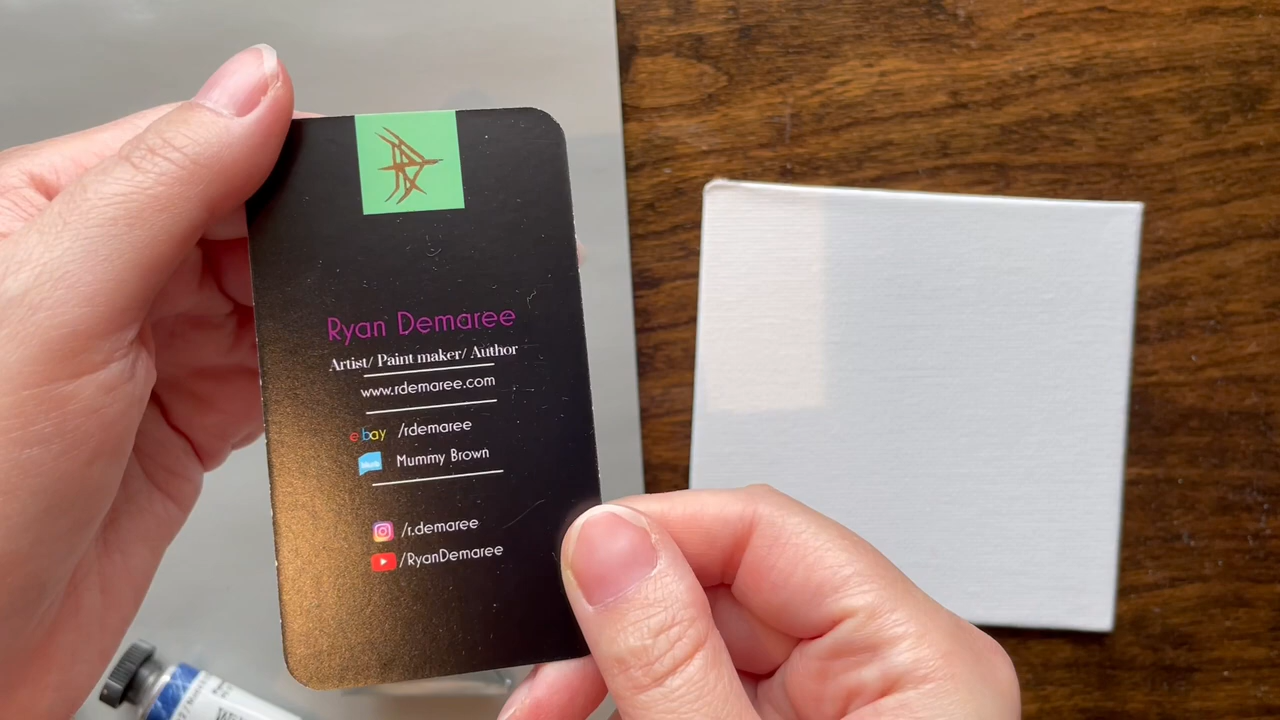 Ryan Demaree
Artist/ Paint maker/ Author
www.rdemaree.com
ebay /rdemaree
Mummy Brown
/r.demaree
/RyanDemaree